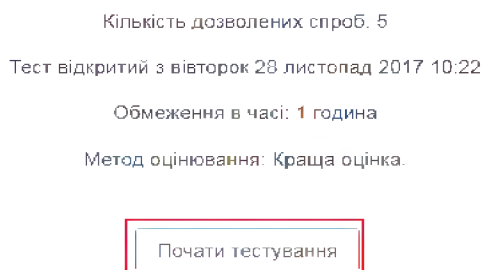 Кількість дозволених спроб. 5
Тест відкритий з вівторок 28 листопад 2017 10:22
Обмеження в часі: 1 година
Метод оцінювання: Краща оцінка.
Почати тестування